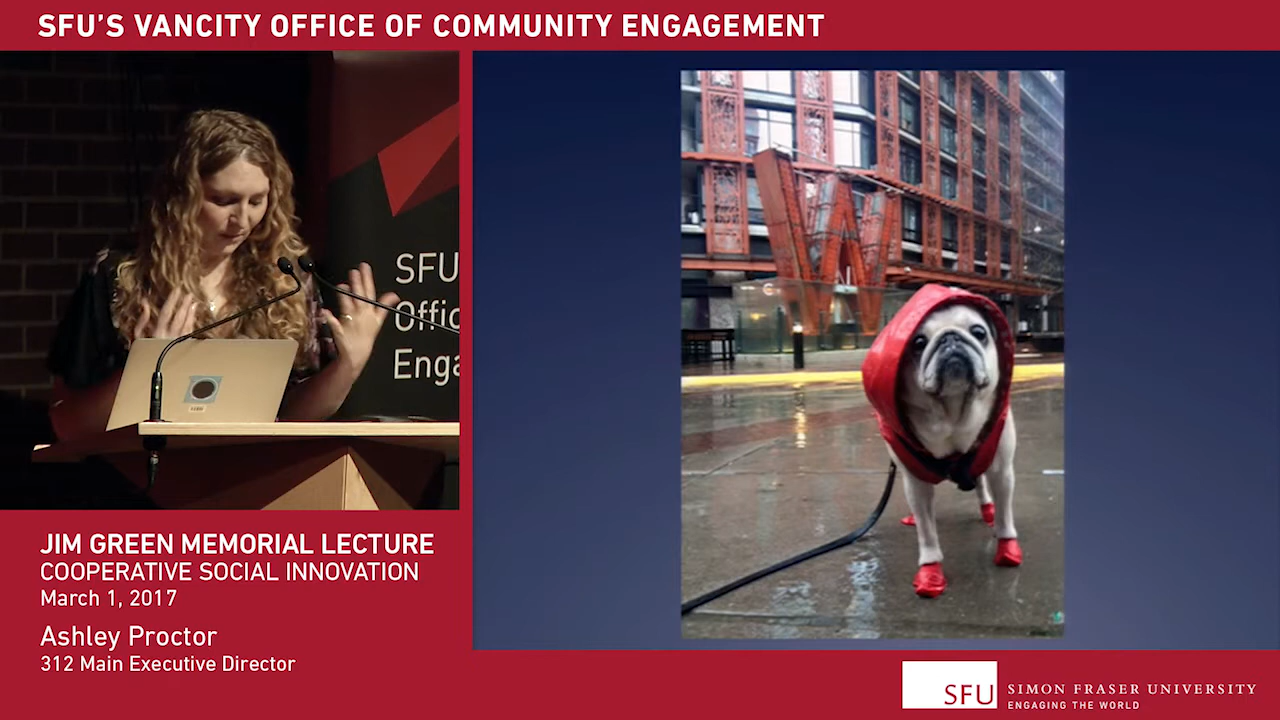 SFU'S VANCITY OFFICE OF COMMUNITY ENGAGEMENT
SFU
Offic
Enga
W
JIM GREEN MEMORIAL LECTURE
COOPERATIVE SOCIAL INNOVATION
March 1, 2017
Ashley Proctor
312 Main Executive Director
SFU
SIMON FRASER UNIVERSITY
ENGAGING THE WORLD